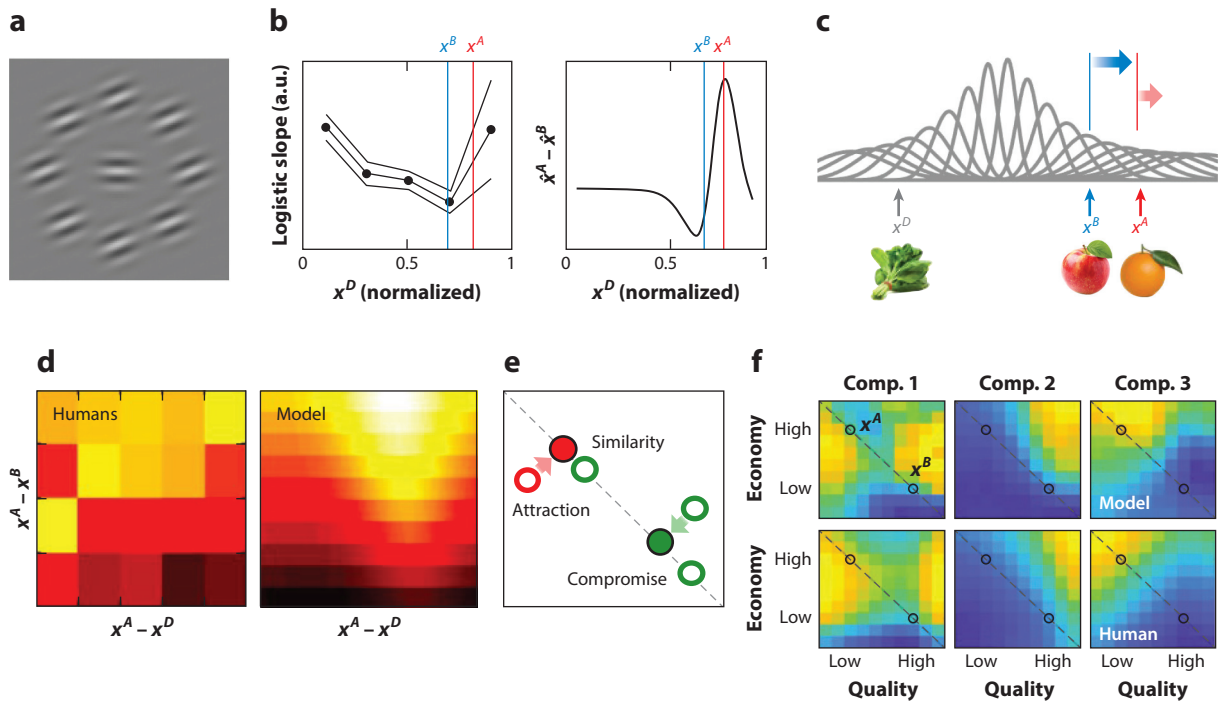 a
b
c
x^B x^A
x^B x^A
Logistic slope (a.u.)
x̂^A – x̂^B
0 0.5 1
0 0.5 1
x^D (normalized)
x^D (normalized)
x^D
x^B
x^A
d
e
f
Humans
Model
x^A – x^B
x^A – x^D
x^A – x^D
Similarity
Attraction
Compromise
Comp. 1
Comp. 2
Comp. 3
Economy
High
Low
x^A
x^B
Model
Economy
High
Low
Human
Low High
Low High
Low High
Quality
Quality
Quality